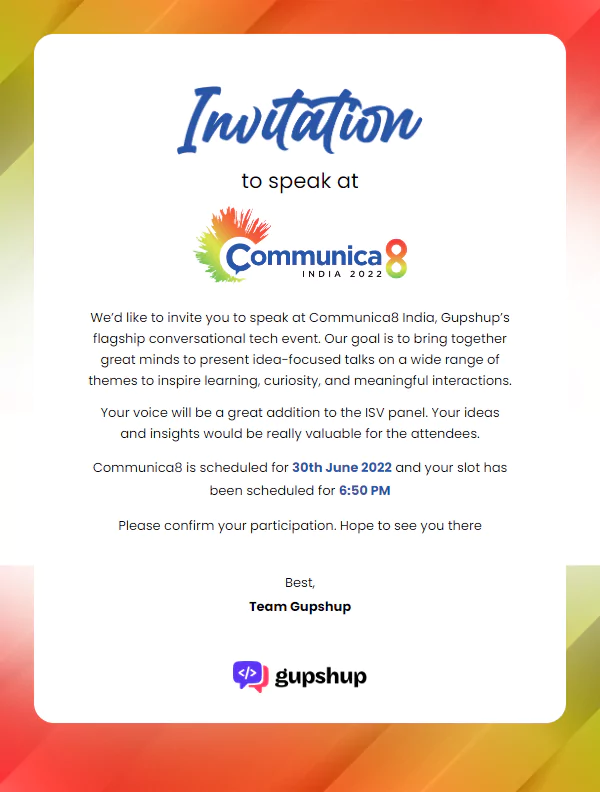 Invitation
to speak at
Communica8
INDIA 2022
We’d like to invite you to speak at Communica8 India, Gupshup’s
flagship conversational tech event. Our goal is to bring together
great minds to present idea-focused talks on a wide range of
themes to inspire learning, curiosity, and meaningful interactions.
Your voice will be a great addition to the ISV panel. Your ideas
and insights would be really valuable for the attendees.
Communica8 is scheduled for 30th June 2022 and your slot has
been scheduled for 6:50 PM
Please confirm your participation. Hope to see you there
Best,
Team Gupshup
</> gupshup